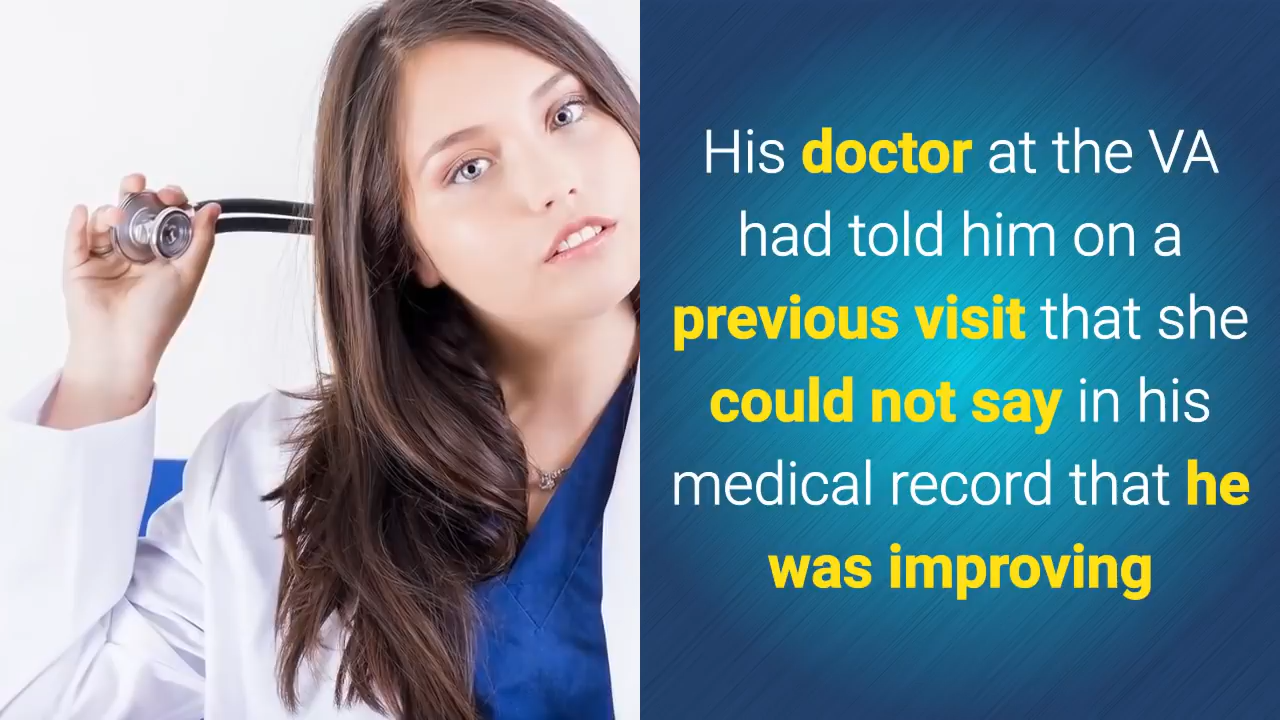 His doctor at the VA
had told him on a
previous visit that she
could not say in his
medical record that he
was improving